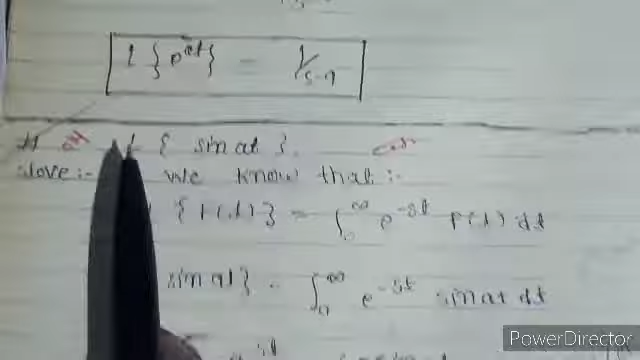 L { e^at } = 1/s-a
L { sin at }.
Solve :- We know that :-
{ F(t) } = ∫₀^∞ e^-st F(t) dt
sin at } = ∫₀^∞ e^-st sin at dt
PowerDirector